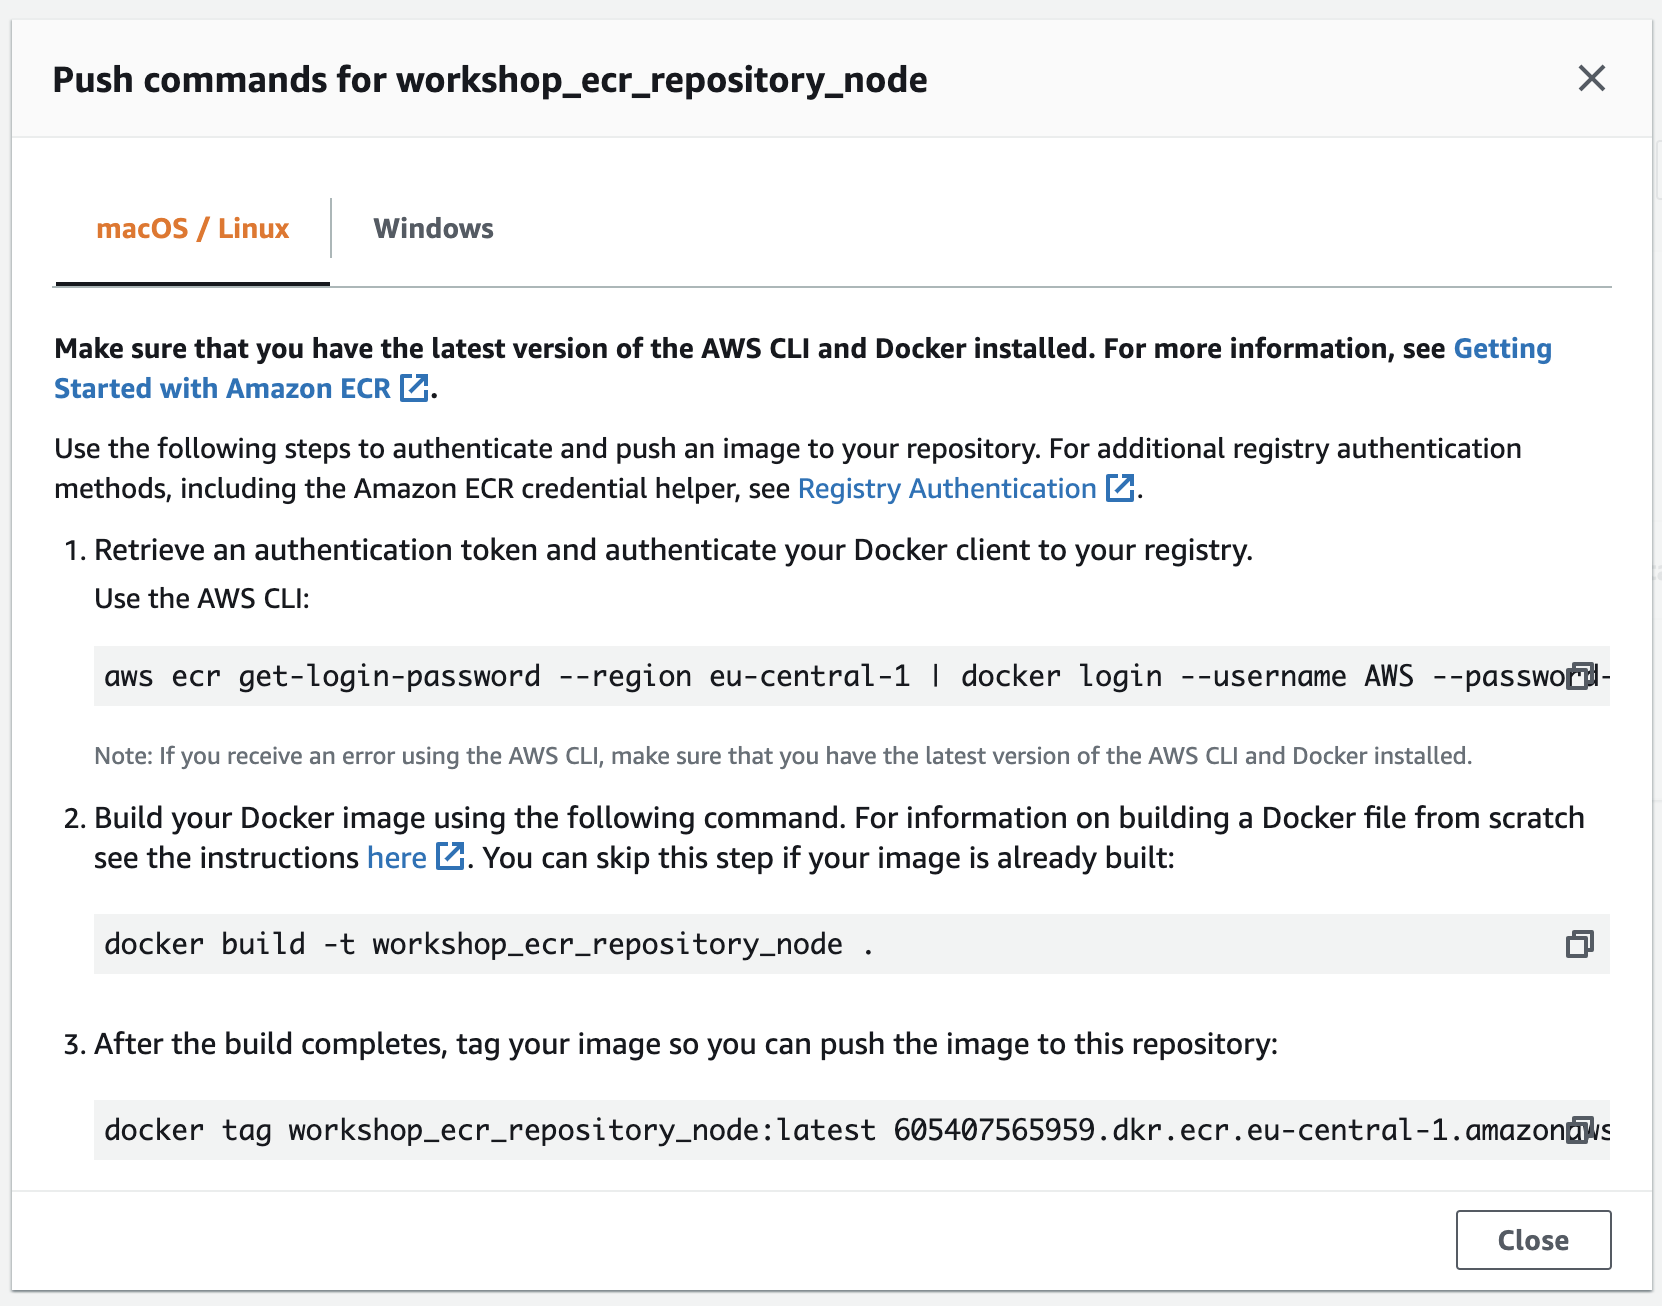 Push commands for workshop_ecr_repository_node
macOS / Linux
Windows
Make sure that you have the latest version of the AWS CLI and Docker installed. For more information, see Getting
Started with Amazon ECR.
Use the following steps to authenticate and push an image to your repository. For additional registry authentication
methods, including the Amazon ECR credential helper, see Registry Authentication.
1. Retrieve an authentication token and authenticate your Docker client to your registry.
Use the AWS CLI:
aws ecr get-login-password --region eu-central-1 | docker login --username AWS --password-
Note: If you receive an error using the AWS CLI, make sure that you have the latest version of the AWS CLI and Docker installed.
2. Build your Docker image using the following command. For information on building a Docker file from scratch
see the instructions here. You can skip this step if your image is already built:
docker build -t workshop_ecr_repository_node .
3. After the build completes, tag your image so you can push the image to this repository:
docker tag workshop_ecr_repository_node:latest 605407565959.dkr.ecr.eu-central-1.amazonaws
Close